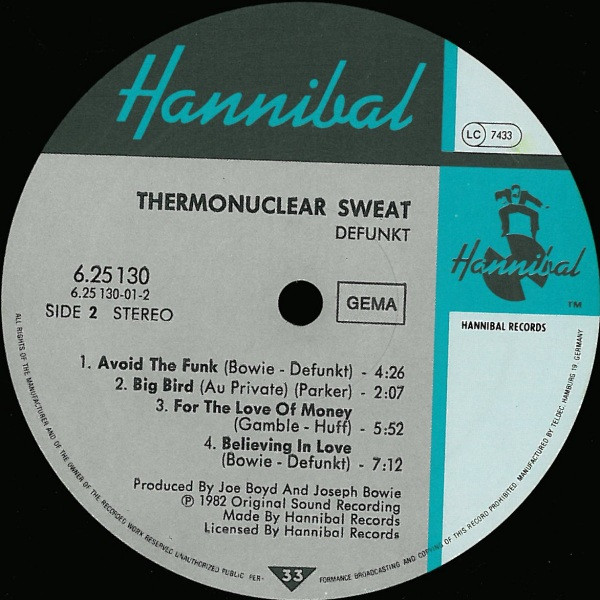 Hannibal
LC 7433
THERMONUCLEAR SWEAT
DEFUNKT
Hannibal
TM
HANNIBAL RECORDS
6.25 130
6.25 130-01-2
SIDE 2 STEREO
GEMA
1. Avoid The Funk (Bowie - Defunkt) - 4:26
2. Big Bird (Au Private) (Parker) - 2:07
3. For The Love Of Money
(Gamble - Huff) - 5:52
4. Believing In Love
(Bowie - Defunkt) - 7:12
Produced By Joe Boyd And Joseph Bowie
℗ 1982 Original Sound Recording
Made By Hannibal Records
Licensed By Hannibal Records
33
ALL RIGHTS OF THE MANUFACTURER AND OF THE OWNER OF THE RECORDED WORK RESERVED UNAUTHORIZED PUBLIC PER- FORMANCE BROADCASTING AND COPYING OF THIS RECORD PROHIBITED. MANUFACTURED BY TELDEC, HAMBURG 19, GERMANY